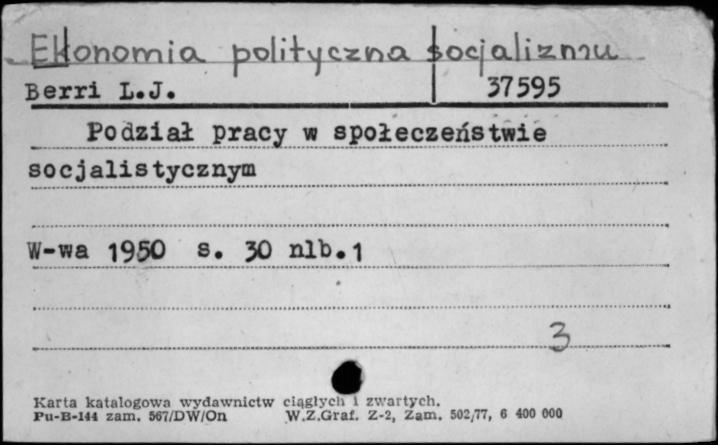 Ekonomia polityczna socjalizmu
Berri L.J. 37595
Podział pracy w społeczeństwie
socjalistycznym
W-wa 1950 s. 30 nlb.1
3
Karta katalogowa wydawnictw ciągłych i zwartych.
Pu-B-144 zam. 567/DW/On W.Z.Graf. Z-2, Zam. 502/77, 6 400 000